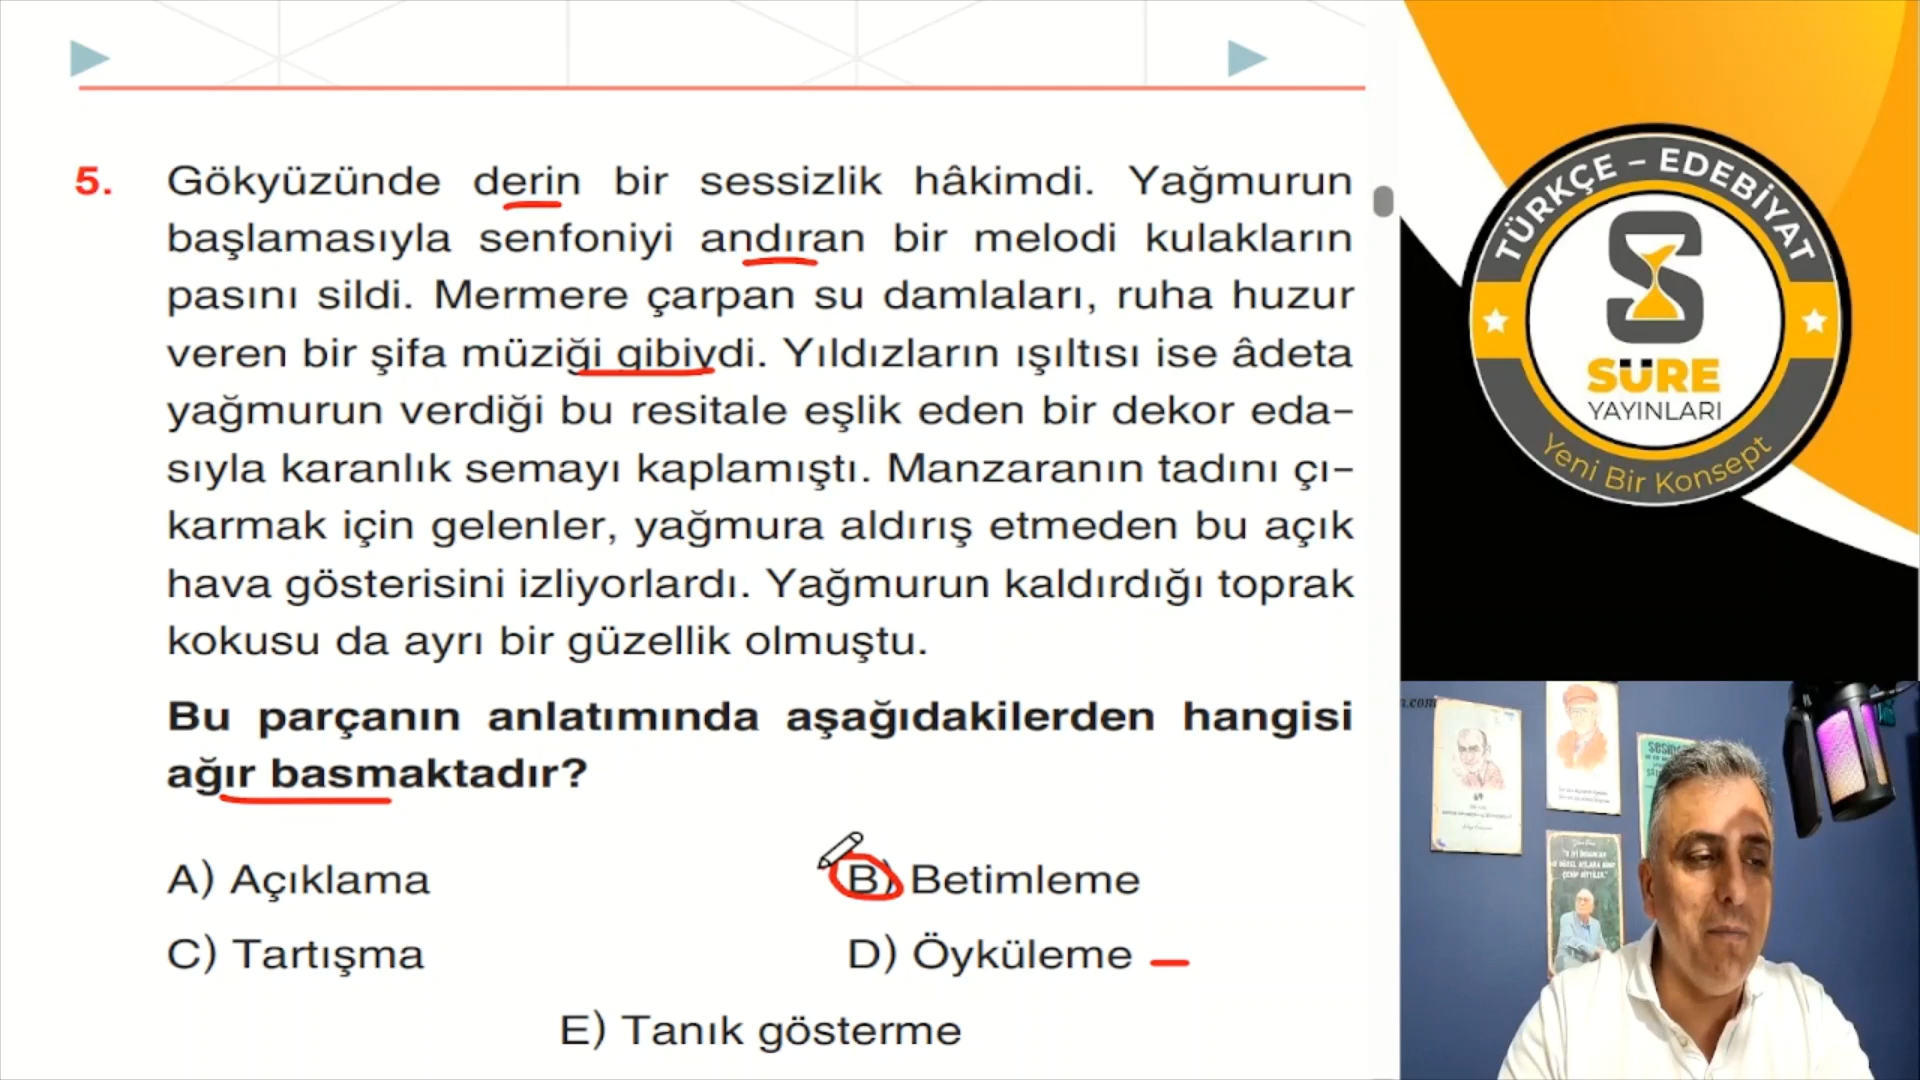 5. Gökyüzünde derin bir sessizlik hâkimdi. Yağmurun
başlamasıyla senfoniyi andıran bir melodi kulakların
pasını sildi. Mermere çarpan su damlaları, ruha huzur
veren bir şifa müziği gibiydi. Yıldızların ışıltısı ise âdeta
yağmurun verdiği bu resitale eşlik eden bir dekor eda-
sıyla karanlık semayı kaplamıştı. Manzaranın tadını çı-
karmak için gelenler, yağmura aldırış etmeden bu açık
hava gösterisini izliyorlardı. Yağmurun kaldırdığı toprak
kokusu da ayrı bir güzellik olmuştu.
Bu parçanın anlatımında aşağıdakilerden hangisi
ağır basmaktadır?
A) Açıklama
B) Betimleme
C) Tartışma
D) Öyküleme
E) Tanık gösterme
TÜRKÇE – EDEBİYAT
SÜRE
YAYINLARI
Yeni Bir Konsept